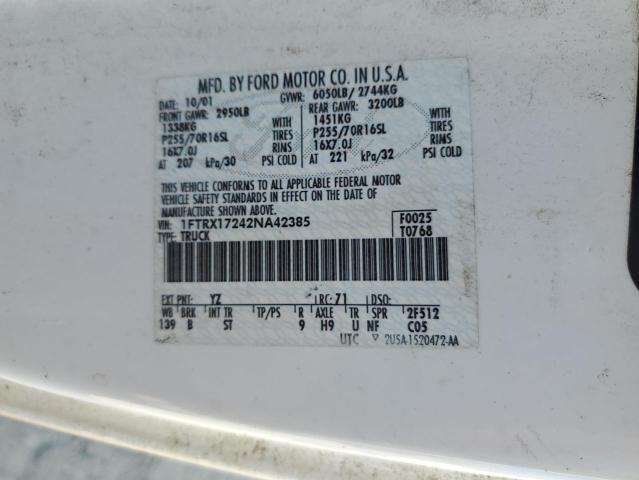 MFD. BY FORD MOTOR CO. IN U.S.A.
10/01 GVWR: 6050LB/ 2744KG
FRONT GAWR: 2950LB REAR GAWR: 3200LB
1338KG WITH 1451KG WITH
P255/70R16SL TIRES P255/70R16SL TIRES
16X7.0J RIMS 16X7.0J RIMS
AT 207 kPa/30 PSI COLD AT 221 kPa/32 PSI COLD
THIS VEHICLE CONFORMS TO ALL APPLICABLE FEDERAL MOTOR
VEHICLE SAFETY STANDARDS IN EFFECT ON THE DATE OF
MANUFACTURE SHOWN ABOVE.
VIN: 1FTRX17242NA42385 F0025
TYPE: TRUCK T0768
EXT PNT: YZ RC: 71 DSO:
WB BRK INT TR TP/PS R AXLE TR SPR 2F512
139 B ST 9 H9 U NF C05
UTC 2USA-1520472-AA